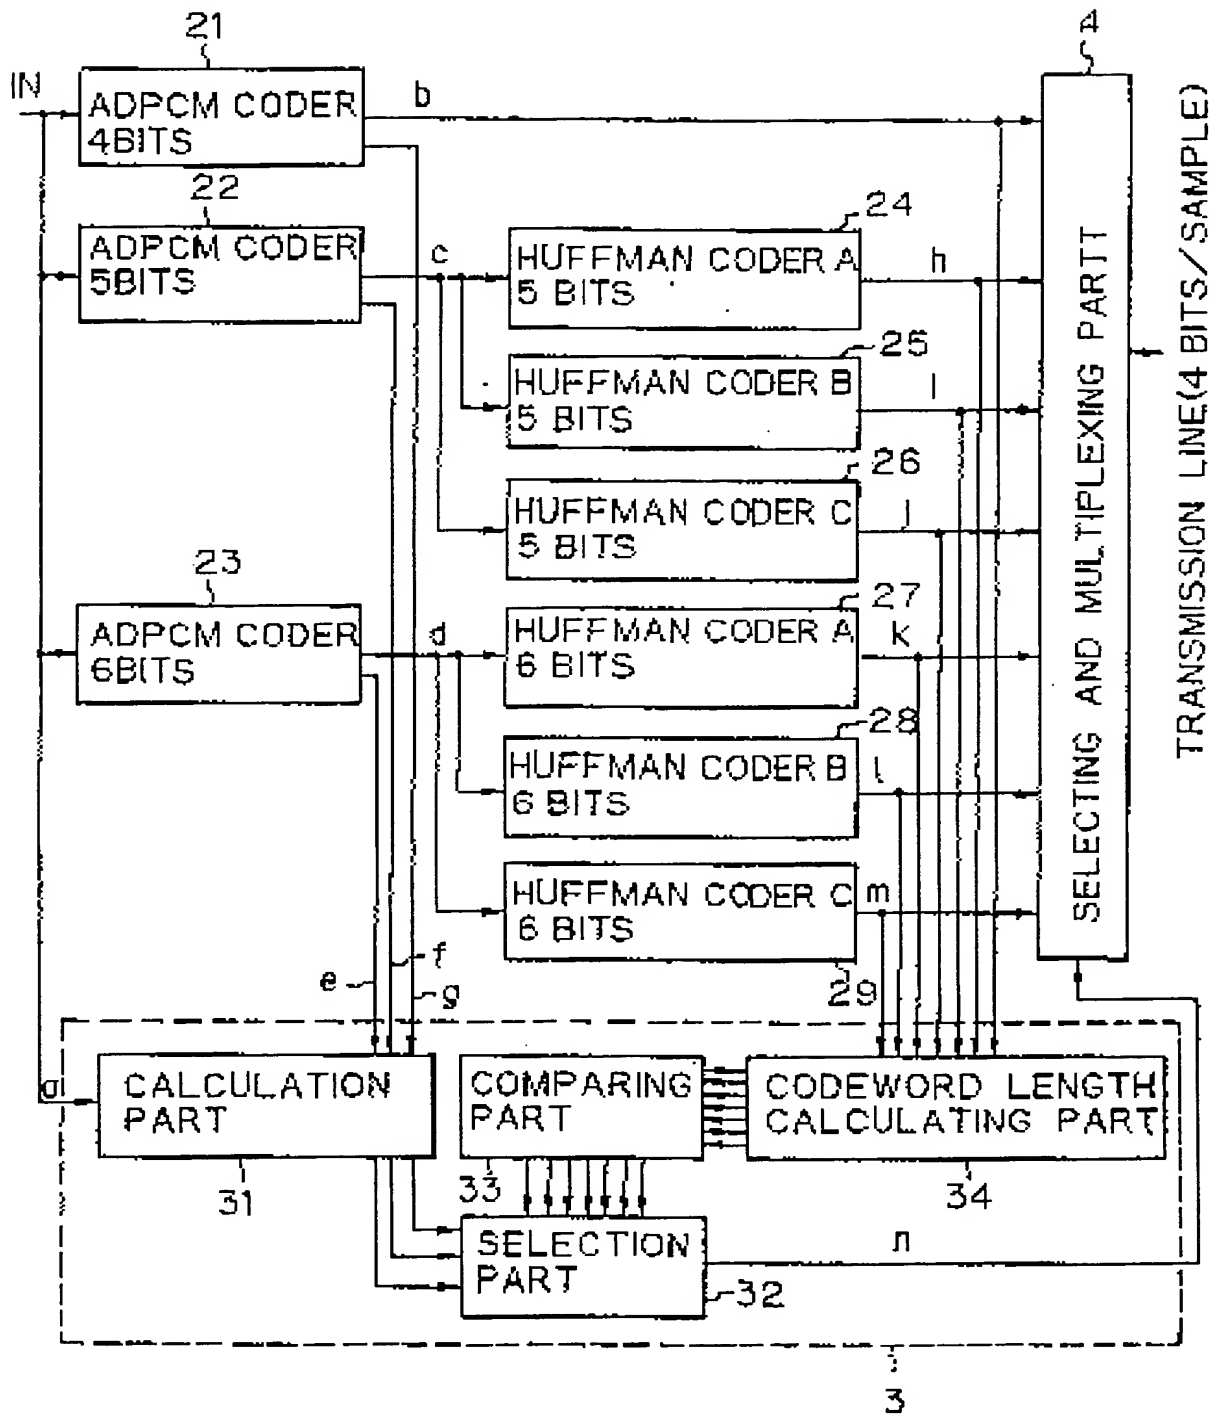 21
4
IN
ADPCM CODER
4BITS
b
22
ADPCM CODER
5BITS
c
24
HUFFMAN CODER A
5 BITS
h
25
HUFFMAN CODER B
5 BITS
i
26
HUFFMAN CODER C
5 BITS
j
23
ADPCM CODER
6BITS
d
27
HUFFMAN CODER A
6 BITS
k
28
HUFFMAN CODER B
6 BITS
l
HUFFMAN CODER C
6 BITS
m
29
SELECTING AND MULTIPLEXING PARTT
TRANSMISSION LINE(4 BITS/SAMPLE)
e
f
g
a
CALCULATION
PART
31
COMPARING
PART
33
CODEWORD LENGTH
CALCULATING PART
34
SELECTION
PART
32
n
3